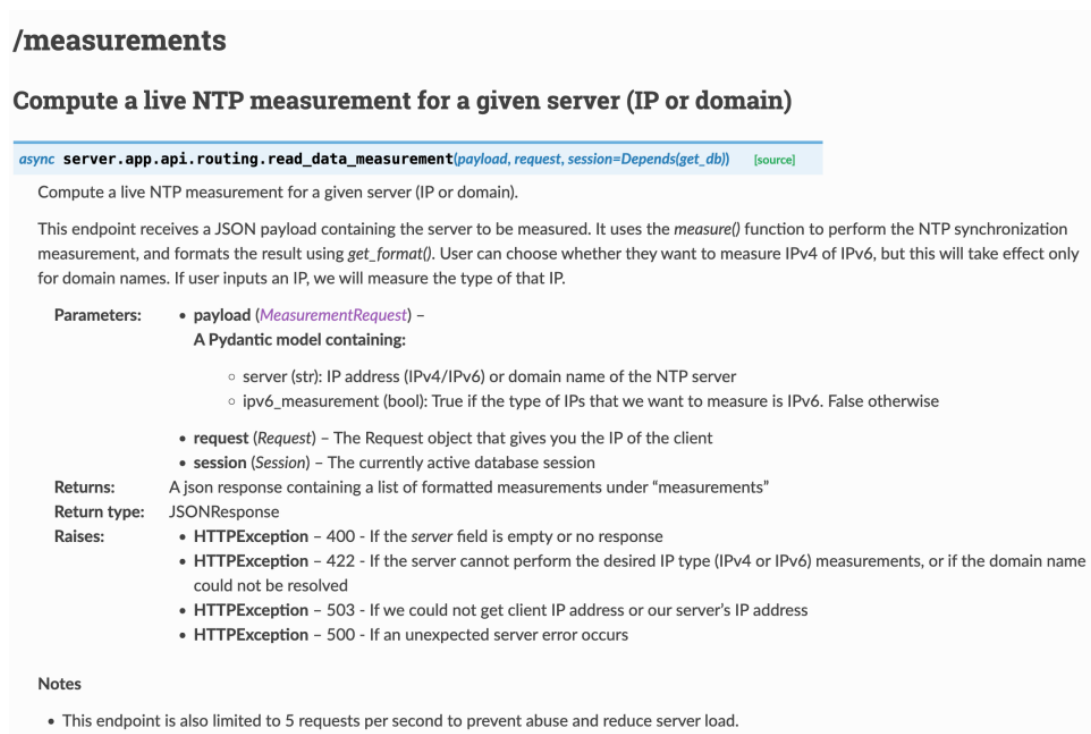 /measurements
Compute a live NTP measurement for a given server (IP or domain)
async server.app.api.routing.read_data_measurement(payload, request, session=Depends(get_db)) [source]
Compute a live NTP measurement for a given server (IP or domain).
This endpoint receives a JSON payload containing the server to be measured. It uses the measure() function to perform the NTP synchronization
measurement, and formats the result using get_format(). User can choose whether they want to measure IPv4 of IPv6, but this will take effect only
for domain names. If user inputs an IP, we will measure the type of that IP.
Parameters: • payload (MeasurementRequest) –
A Pydantic model containing:
◦ server (str): IP address (IPv4/IPv6) or domain name of the NTP server
◦ ipv6_measurement (bool): True if the type of IPs that we want to measure is IPv6. False otherwise
• request (Request) – The Request object that gives you the IP of the client
• session (Session) – The currently active database session
Returns: A json response containing a list of formatted measurements under “measurements”
Return type: JSONResponse
Raises: • HTTPException – 400 - If the server field is empty or no response
• HTTPException – 422 - If the server cannot perform the desired IP type (IPv4 or IPv6) measurements, or if the domain name
could not be resolved
• HTTPException – 503 - If we could not get client IP address or our server’s IP address
• HTTPException – 500 - If an unexpected server error occurs
Notes
• This endpoint is also limited to 5 requests per second to prevent abuse and reduce server load.